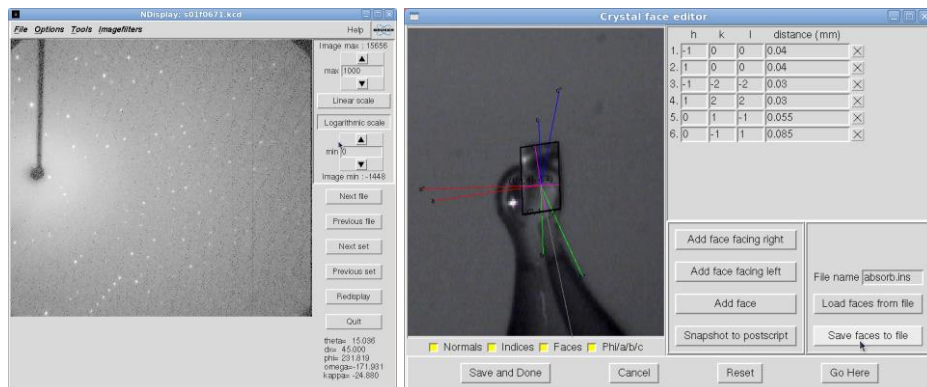 NDisplay: s01f0671.kcd
File Options Tools Imagefilters Help
Image max : 15656
max 1000
Linear scale
Logarithmic scale
min 0
Image min : -1448
Next file
Previous file
Next set
Previous set
Redisplay
Quit
theta= 15.036
dx= 45.000
phi= 231.819
omega=-171.931
kappa= -24.880
Crystal face editor
h k l distance (mm)
1. -1 0 0 0.04
2. 1 0 0 0.04
3. -1 -2 -2 0.03
4. 1 2 2 0.03
5. 0 1 -1 0.055
6. 0 -1 1 0.085
Add face facing right
Add face facing left
Add face
Snapshot to postscript
File name absorb.ins
Load faces from file
Save faces to file
Normals Indices Faces Phi/a/b/c
Save and Done Cancel Reset Go Here